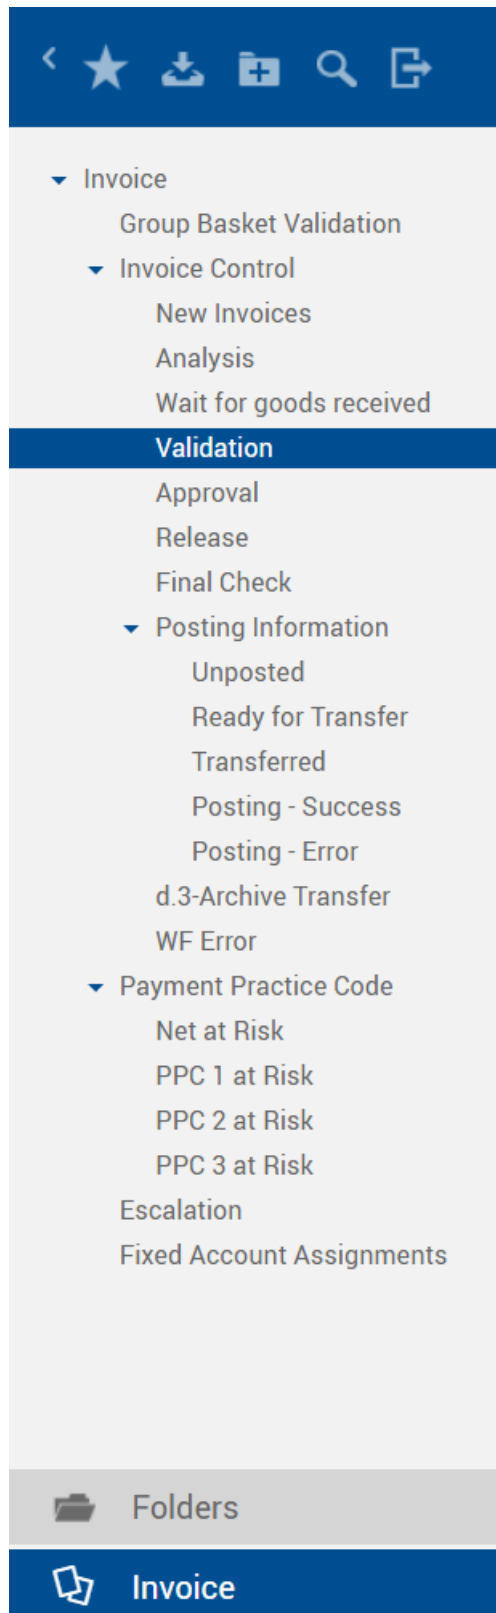 Invoice
Group Basket Validation
Invoice Control
New Invoices
Analysis
Wait for goods received
Validation
Approval
Release
Final Check
Posting Information
Unposted
Ready for Transfer
Transferred
Posting - Success
Posting - Error
d.3-Archive Transfer
WF Error
Payment Practice Code
Net at Risk
PPC 1 at Risk
PPC 2 at Risk
PPC 3 at Risk
Escalation
Fixed Account Assignments
Folders
Invoice